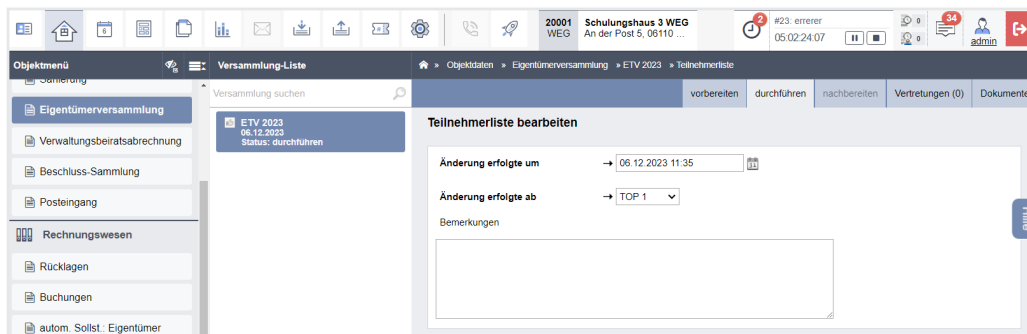 6
20001
WEG
Schulungshaus 3 WEG
An der Post 5, 06110 ...
2
#23: errerer
05:02:24:07
0
0
34
admin
Objektmenü
Versammlung-Liste
» Objektdaten » Eigentümerversammlung » ETV 2023 » Teilnehmerliste
Sanierung
Eigentümerversammlung
Verwaltungsbeiratsabrechnung
Beschluss-Sammlung
Posteingang
Rechnungswesen
Rücklagen
Buchungen
autom. Sollst.: Eigentümer
Versammlung suchen
ETV 2023
06.12.2023
Status: durchführen
vorbereiten durchführen nachbereiten Vertretungen (0) Dokumente
Teilnehmerliste bearbeiten
Änderung erfolgte um → 06.12.2023 11:35
31
Änderung erfolgte ab → TOP 1
Bemerkungen